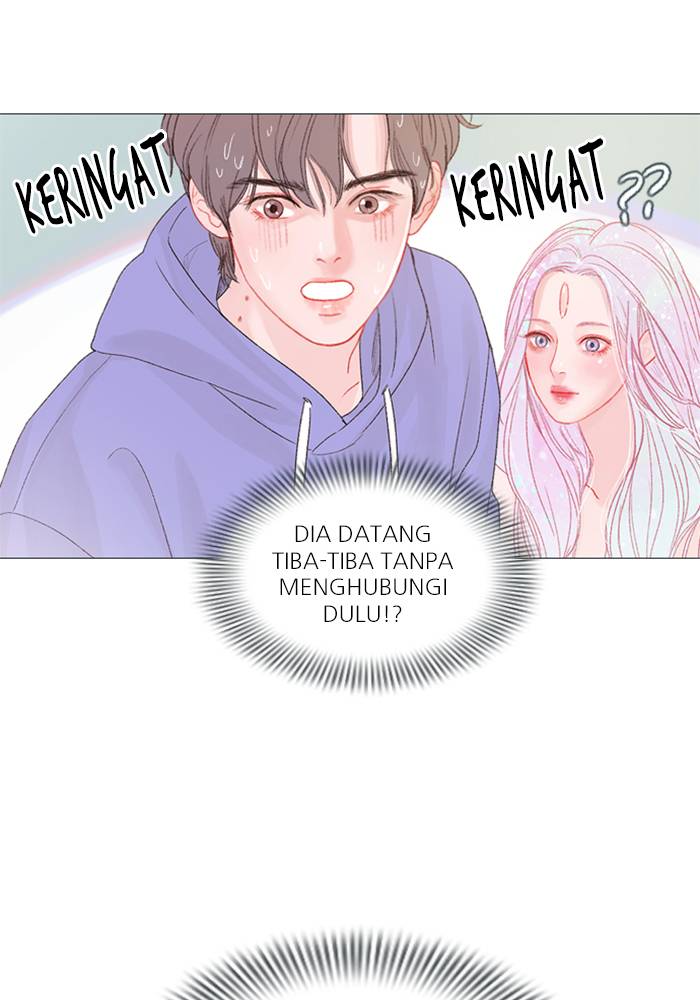 KERINGAT
KERINGAT
??
DIA DATANG
TIBA-TIBA TANPA
MENGHUBUNGI
DULU!?